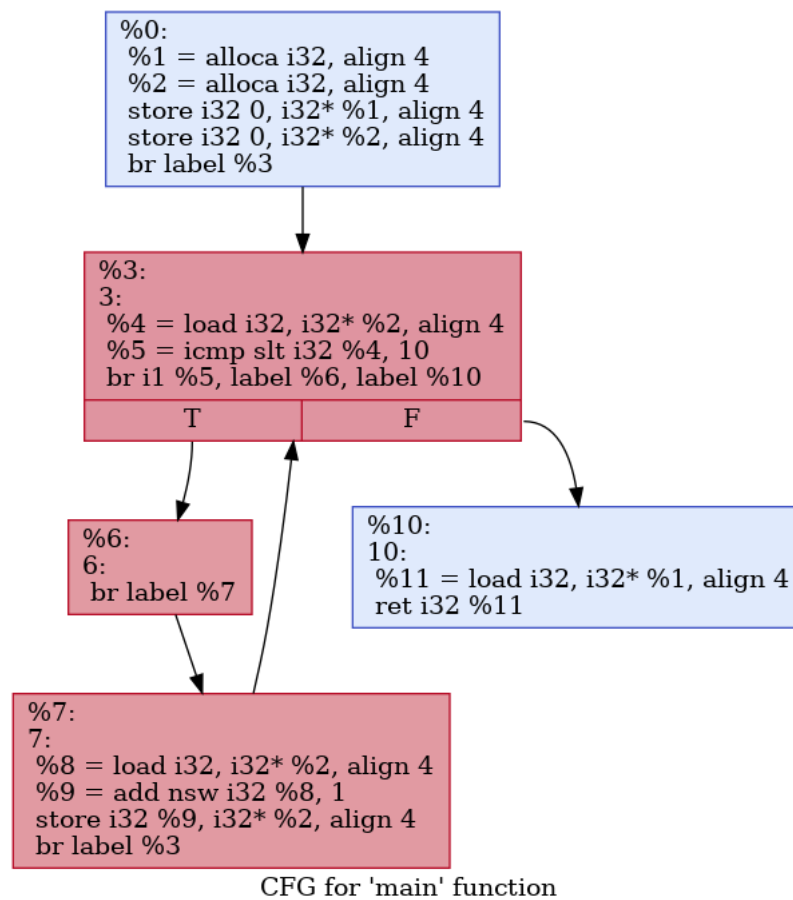 %0:
%1 = alloca i32, align 4
%2 = alloca i32, align 4
store i32 0, i32* %1, align 4
store i32 0, i32* %2, align 4
br label %3
%3:
3:
%4 = load i32, i32* %2, align 4
%5 = icmp slt i32 %4, 10
br i1 %5, label %6, label %10
T F
%6:
6:
br label %7
%10:
10:
%11 = load i32, i32* %1, align 4
ret i32 %11
%7:
7:
%8 = load i32, i32* %2, align 4
%9 = add nsw i32 %8, 1
store i32 %9, i32* %2, align 4
br label %3
CFG for 'main' function